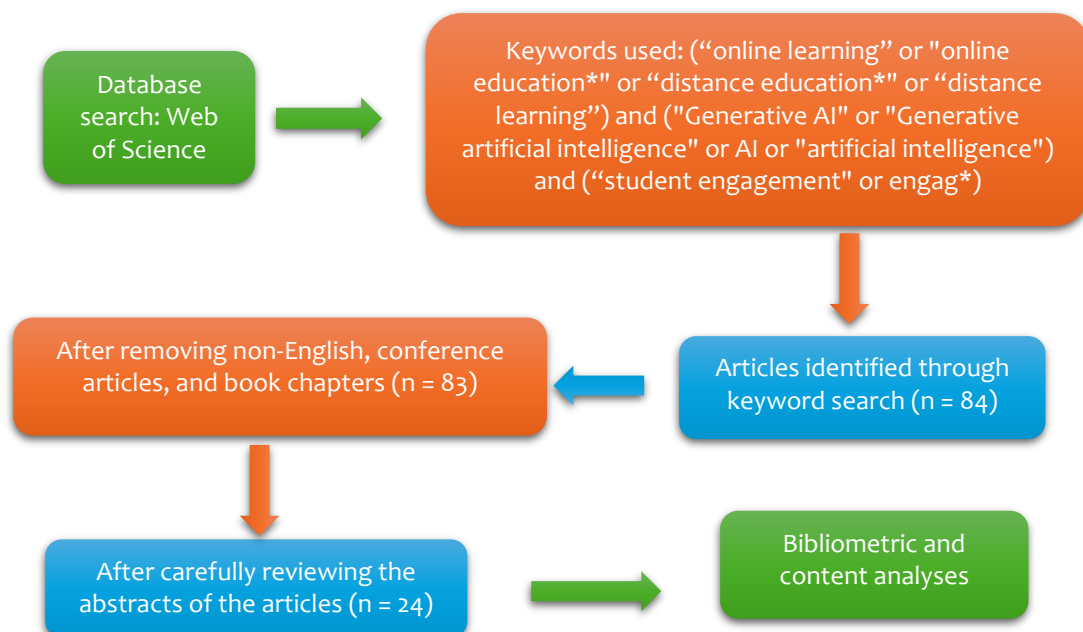 Database
search: Web
of Science
Keywords used: (“online learning” or "online
education*" or “distance education*" or “distance
learning”) and ("Generative AI" or "Generative
artificial intelligence" or AI or "artificial intelligence")
and (“student engagement" or engag*)
Articles identified through
keyword search (n = 84)
After removing non-English, conference
articles, and book chapters (n = 83)
After carefully reviewing the
abstracts of the articles (n = 24)
Bibliometric and
content analyses